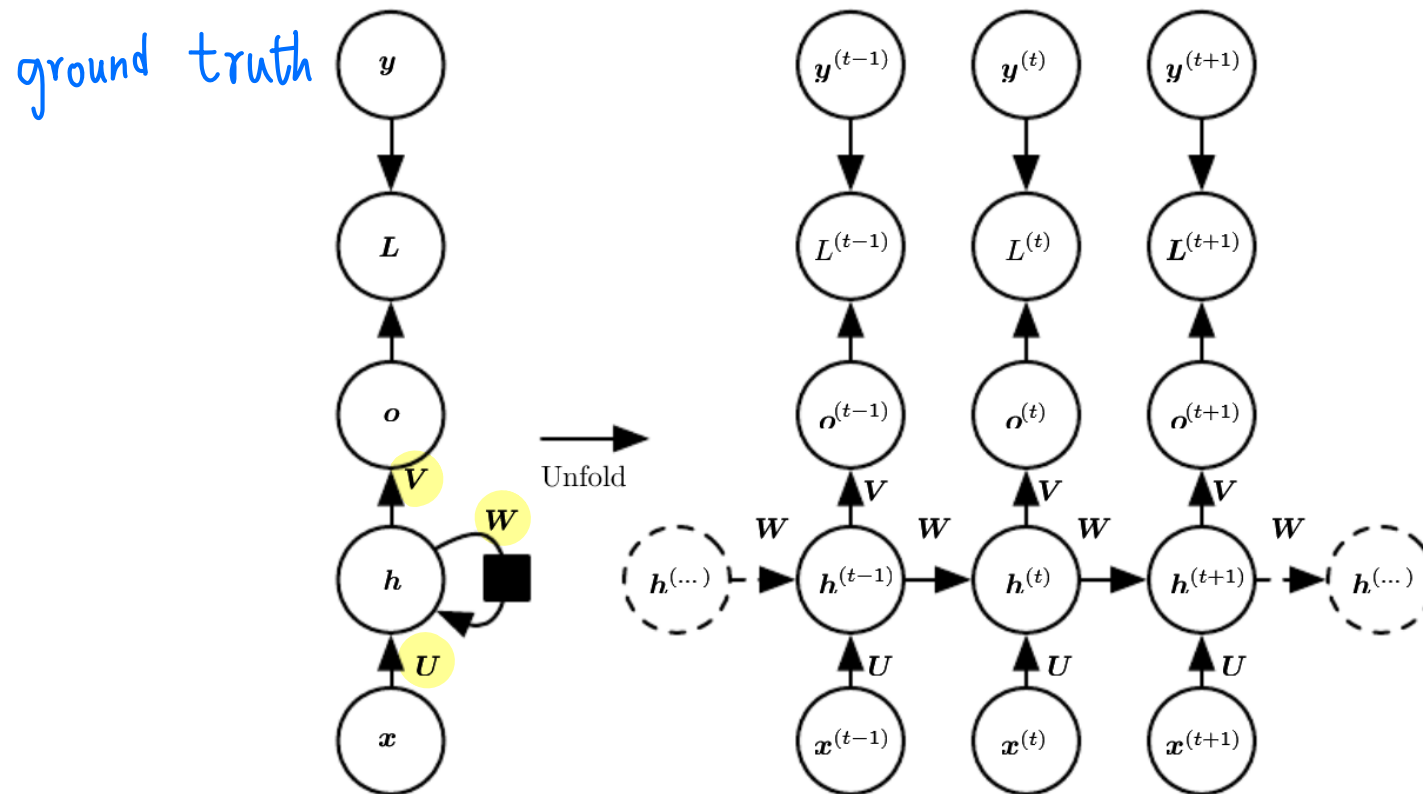 ground truth
y
y^(t−1) y^(t) y^(t+1)
L
L^(t−1) L^(t) L^(t+1)
o
o^(t−1) o^(t) o^(t+1)
Unfold
V
V V V
W
W W W W
h
h^(...) h^(t−1) h^(t) h^(t+1) h^(...)
U
U U U
x
x^(t−1) x^(t) x^(t+1)